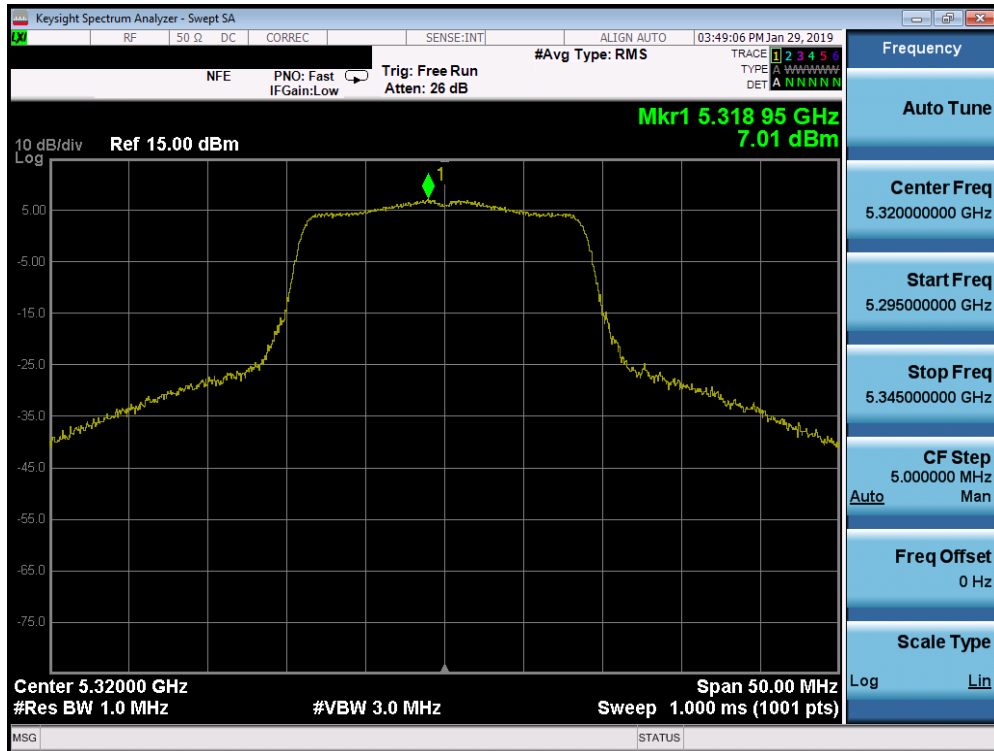 Keysight Spectrum Analyzer - Swept SA
LXI RF 50 Ω DC CORREC SENSE:INT ALIGN AUTO 03:49:06 PM Jan 29, 2019
#Avg Type: RMS TRACE 1 2 3 4 5 6
NFE PNO: Fast Trig: Free Run TYPE A WWWWW
IFGain:Low Atten: 26 dB DET A N N N N N
Mkr1 5.318 95 GHz
10 dB/div Ref 15.00 dBm 7.01 dBm
Log
1
5.00
-5.00
-15.0
-25.0
-35.0
-45.0
-55.0
-65.0
-75.0
Center 5.32000 GHz Span 50.00 MHz
#Res BW 1.0 MHz #VBW 3.0 MHz Sweep 1.000 ms (1001 pts)
MSG STATUS
Frequency
Auto Tune
Center Freq
5.320000000 GHz
Start Freq
5.295000000 GHz
Stop Freq
5.345000000 GHz
CF Step
5.000000 MHz
Auto Man
Freq Offset
0 Hz
Scale Type
Log Lin